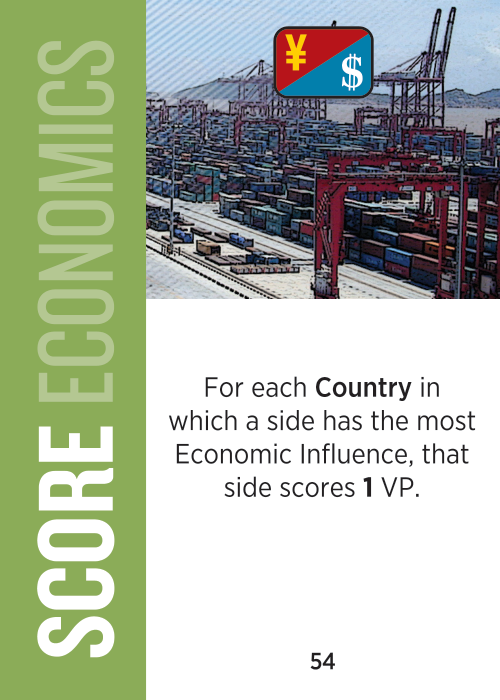 ¥
$
SCORE ECONOMICS
For each Country in
which a side has the most
Economic Influence, that
side scores 1 VP.
54